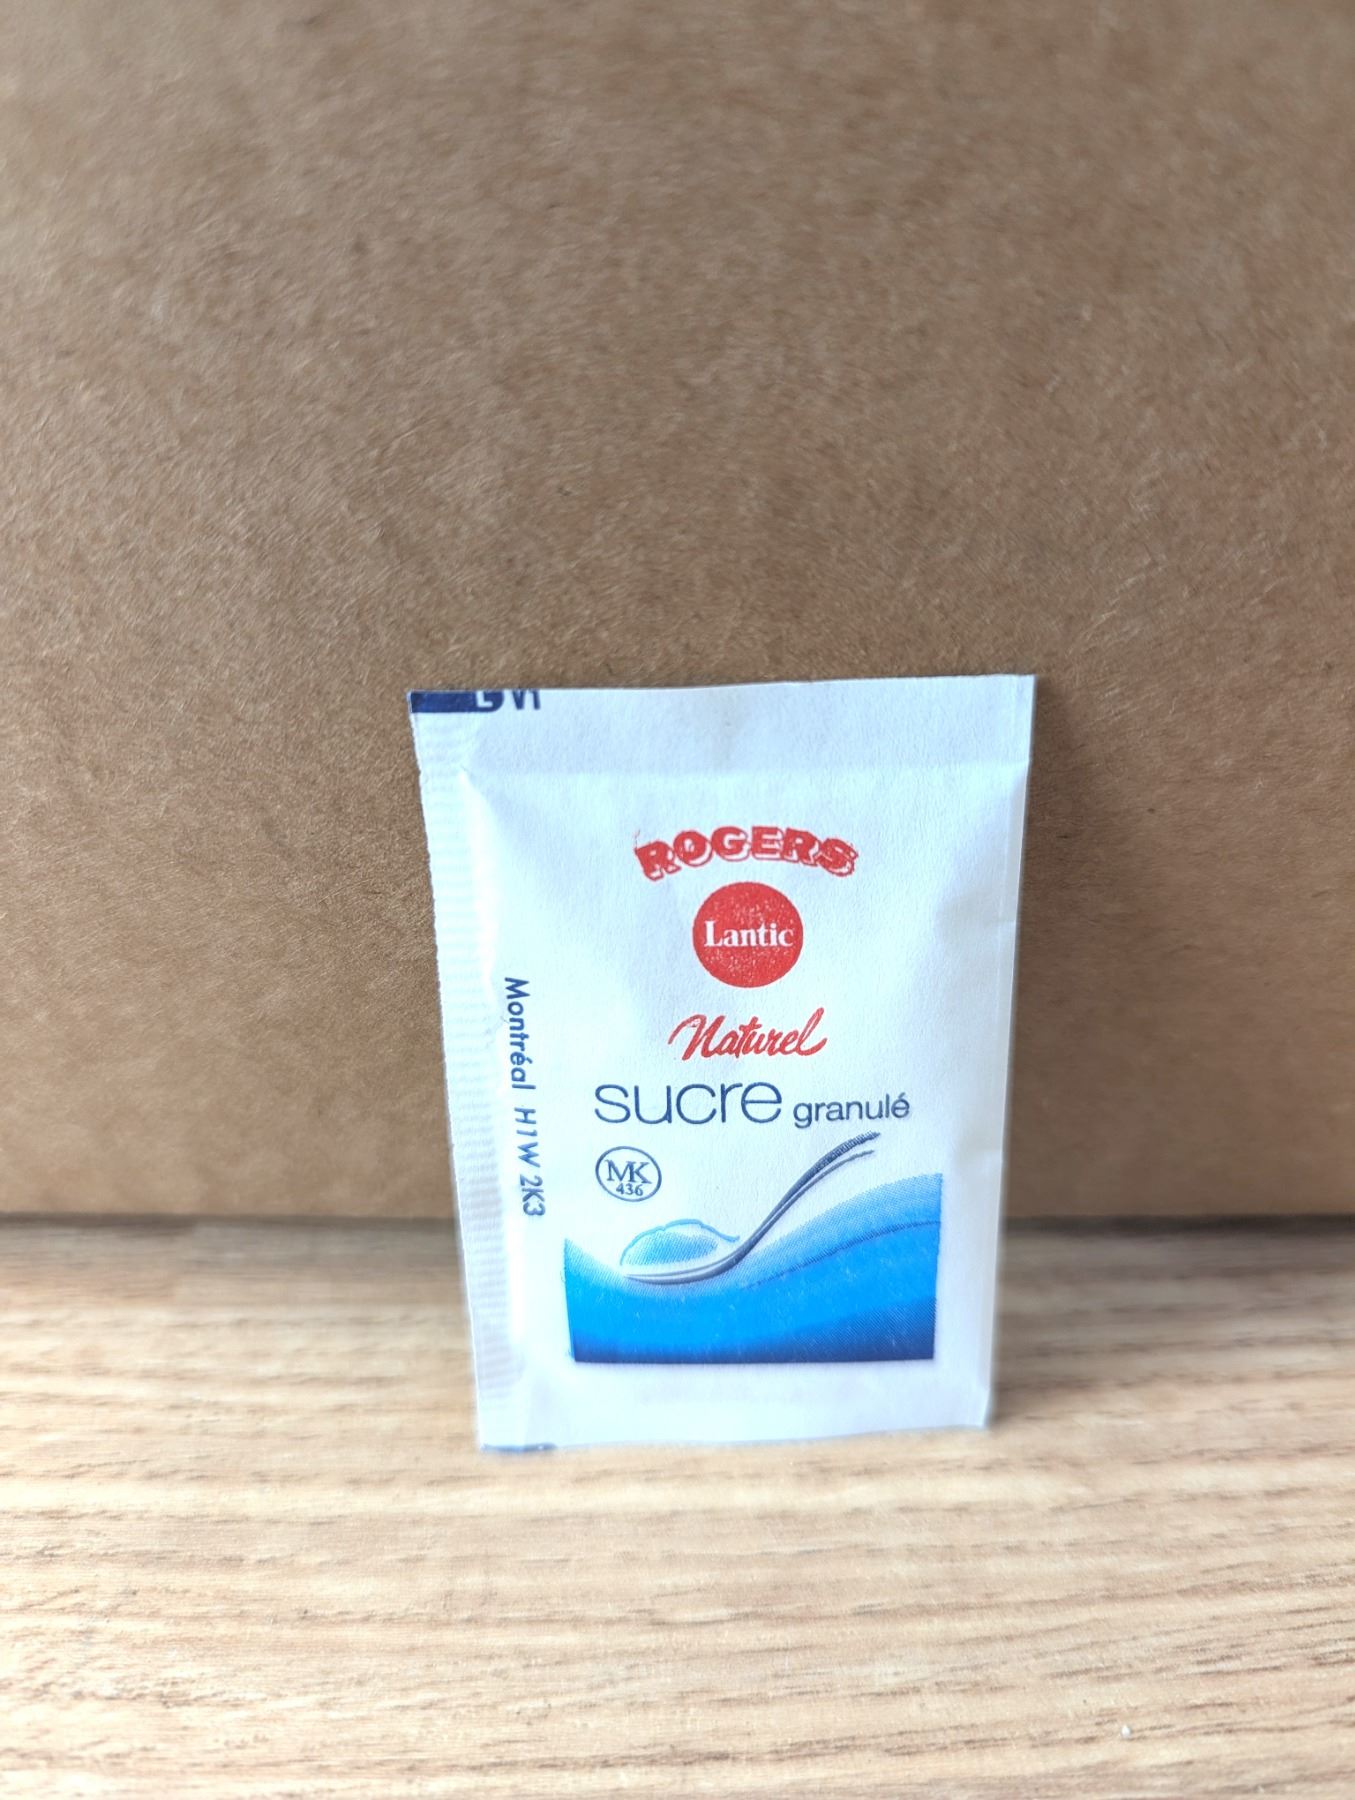 ROGERS
Lantic
Naturel
sucre granulé
MK
436
Montréal H1W 2K3